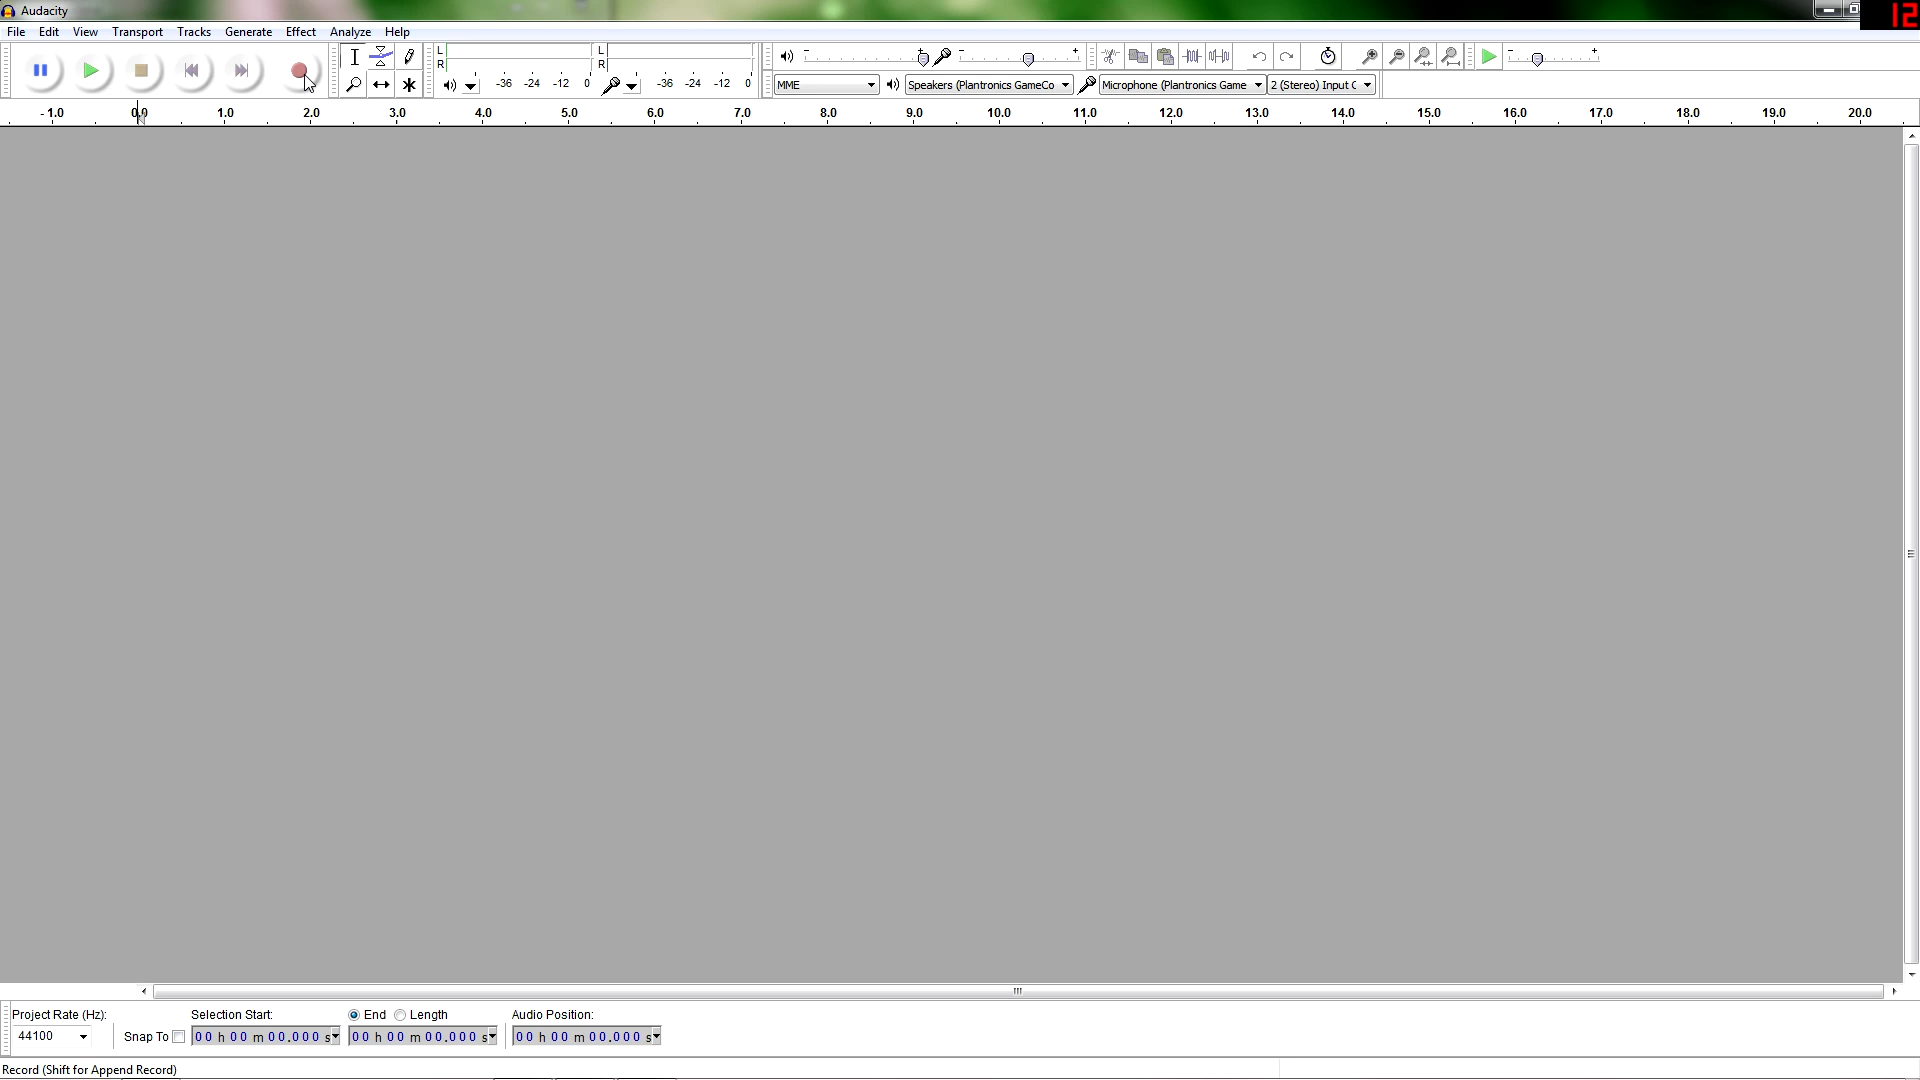 Audacity
12
File Edit View Transport Tracks Generate Effect Analyze Help
L
R
L
R
-36 -24 -12 0
-36 -24 -12 0
- + - +
- +
MME
Speakers (Plantronics GameCo
Microphone (Plantronics Game
2 (Stereo) Input C
- 1.0 0.0 1.0 2.0 3.0 4.0 5.0 6.0 7.0 8.0 9.0 10.0 11.0 12.0 13.0 14.0 15.0 16.0 17.0 18.0 19.0 20.0
Project Rate (Hz): Selection Start: End Length Audio Position:
44100 Snap To 00 h 00 m 00.000 s 00 h 00 m 00.000 s 00 h 00 m 00.000 s
Record (Shift for Append Record)